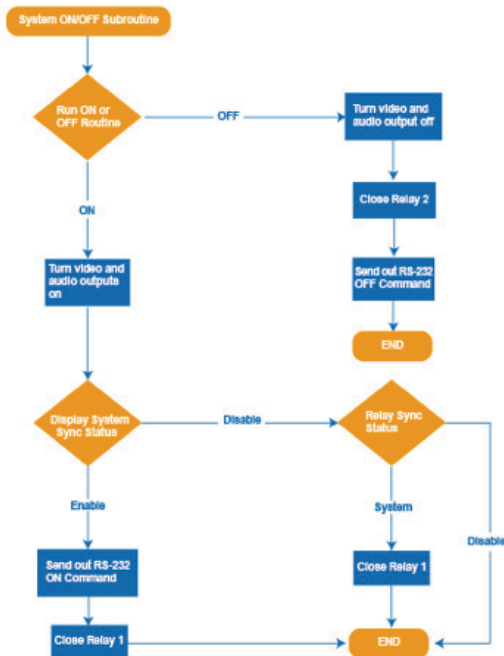 System ON/OFF Subroutine
Run ON or
OFF Routine
OFF
Turn video and
audio output off
Close Relay 2
Send out RS-232
OFF Command
END
ON
Turn video and
audio outputs
on
Display System
Sync Status
Disable
Relay Sync
Status
Enable
System
Disable
Send out RS-232
ON Command
Close Relay 1
Close Relay 1
END